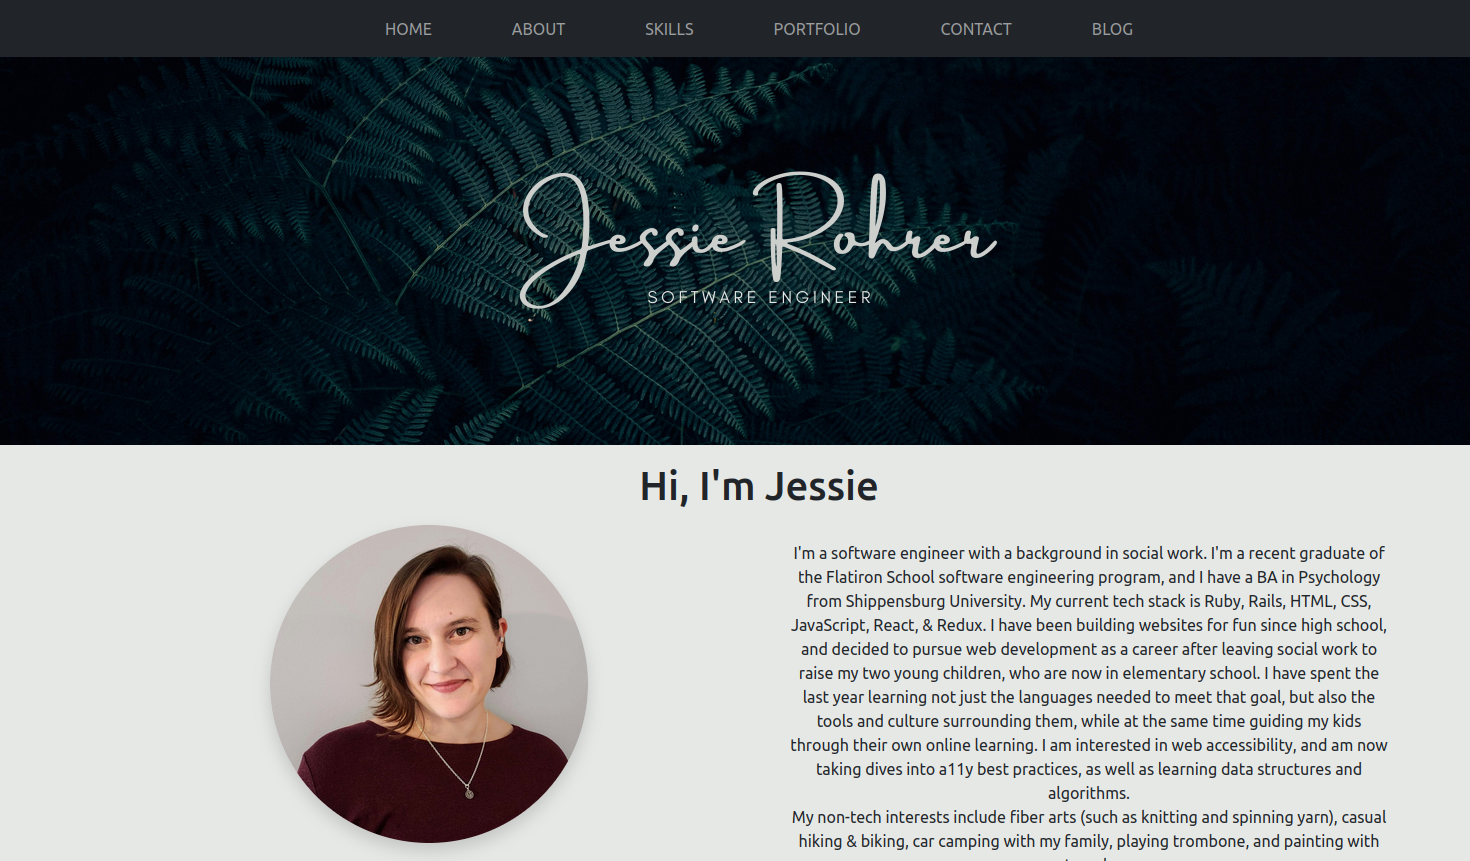 HOME ABOUT SKILLS PORTFOLIO CONTACT BLOG
Jessie Rohrer
SOFTWARE ENGINEER
Hi, I'm Jessie
I'm a software engineer with a background in social work. I'm a recent graduate of
the Flatiron School software engineering program, and I have a BA in Psychology
from Shippensburg University. My current tech stack is Ruby, Rails, HTML, CSS,
JavaScript, React, & Redux. I have been building websites for fun since high school,
and decided to pursue web development as a career after leaving social work to
raise my two young children, who are now in elementary school. I have spent the
last year learning not just the languages needed to meet that goal, but also the
tools and culture surrounding them, while at the same time guiding my kids
through their own online learning. I am interested in web accessibility, and am now
taking dives into a11y best practices, as well as learning data structures and
algorithms.
My non-tech interests include fiber arts (such as knitting and spinning yarn), casual
hiking & biking, car camping with my family, playing trombone, and painting with